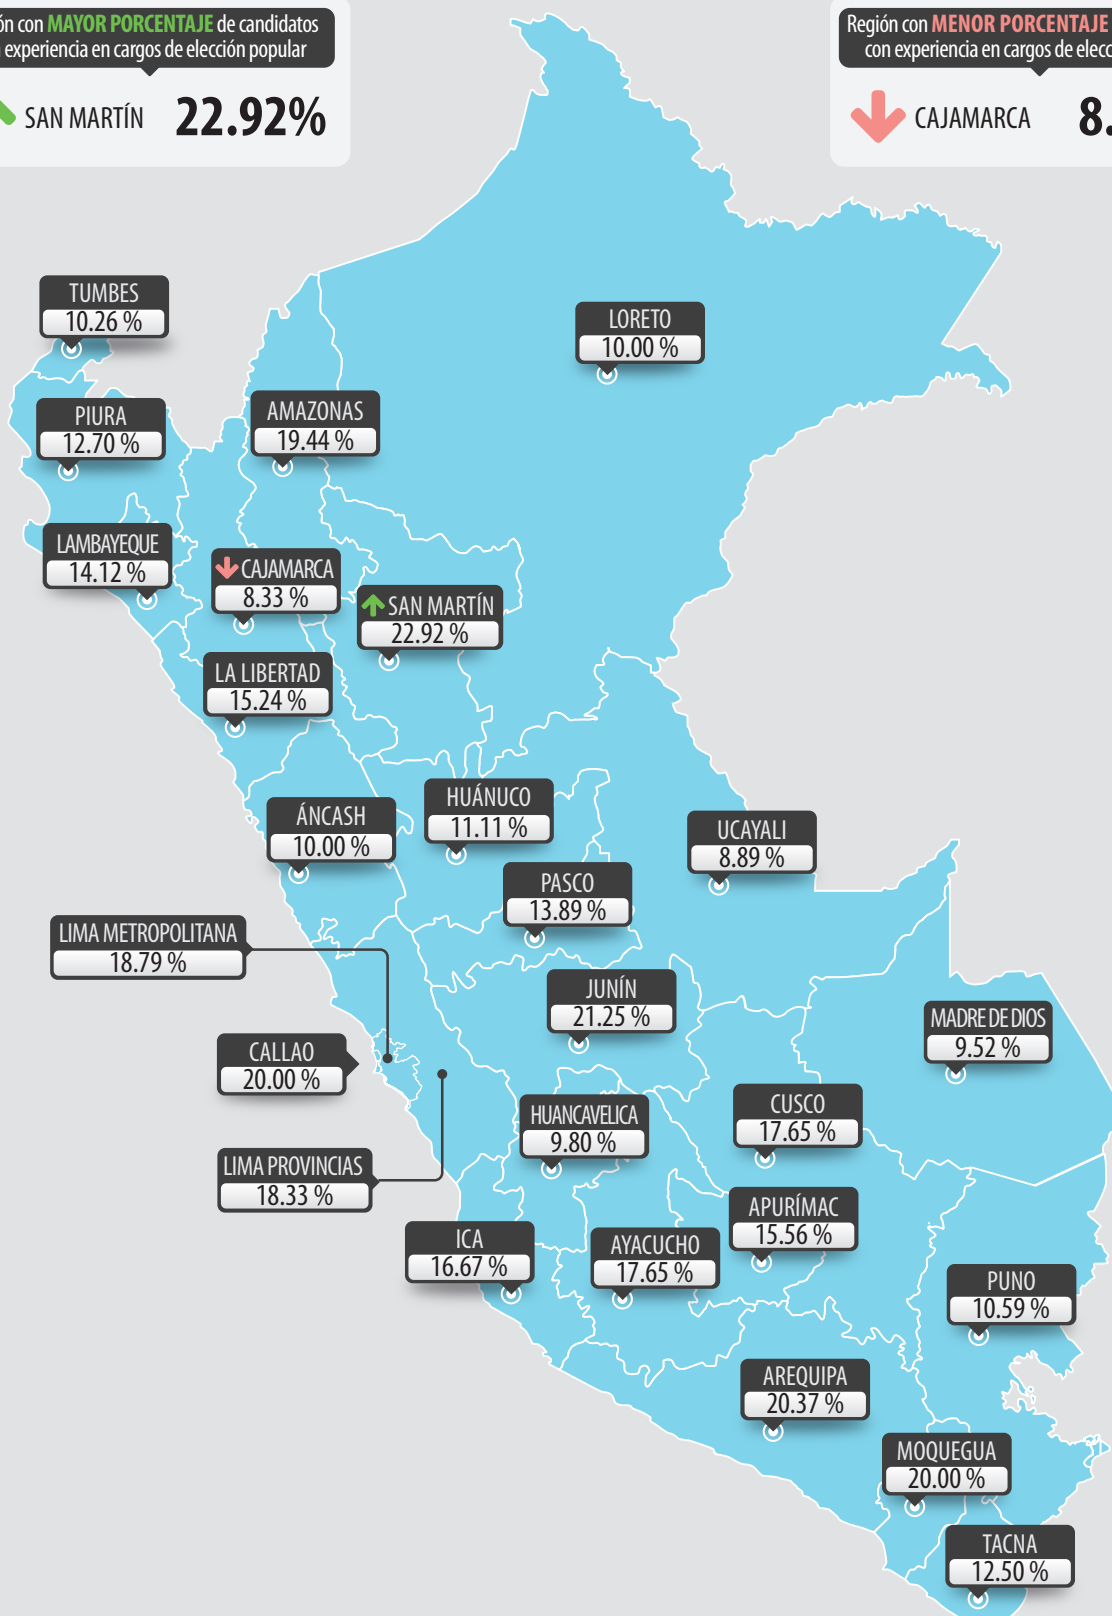 con MAYOR PORCENTAJE de candidatos
experiencia en cargos de elección popular
SAN MARTÍN 22.92%
Región con MENOR PORCENTAJE
con experiencia en cargos de
CAJAMARCA 8.
TUMBES
10.26 %
LORETO
10.00 %
PIURA
12.70 %
AMAZONAS
19.44 %
LAMBAYEQUE
14.12 %
CAJAMARCA
8.33 %
SAN MARTÍN
22.92 %
LA LIBERTAD
15.24 %
HUÁNUCO
11.11 %
ÁNCASH
10.00 %
UCAYALI
8.89 %
PASCO
13.89 %
LIMA METROPOLITANA
18.79 %
JUNÍN
21.25 %
MADRE DE DIOS
9.52 %
CALLAO
20.00 %
HUANCAVELICA
9.80 %
CUSCO
17.65 %
LIMA PROVINCIAS
18.33 %
APURÍMAC
15.56 %
ICA
16.67 %
AYACUCHO
17.65 %
PUNO
10.59 %
AREQUIPA
20.37 %
MOQUEGUA
20.00 %
TACNA
12.50 %